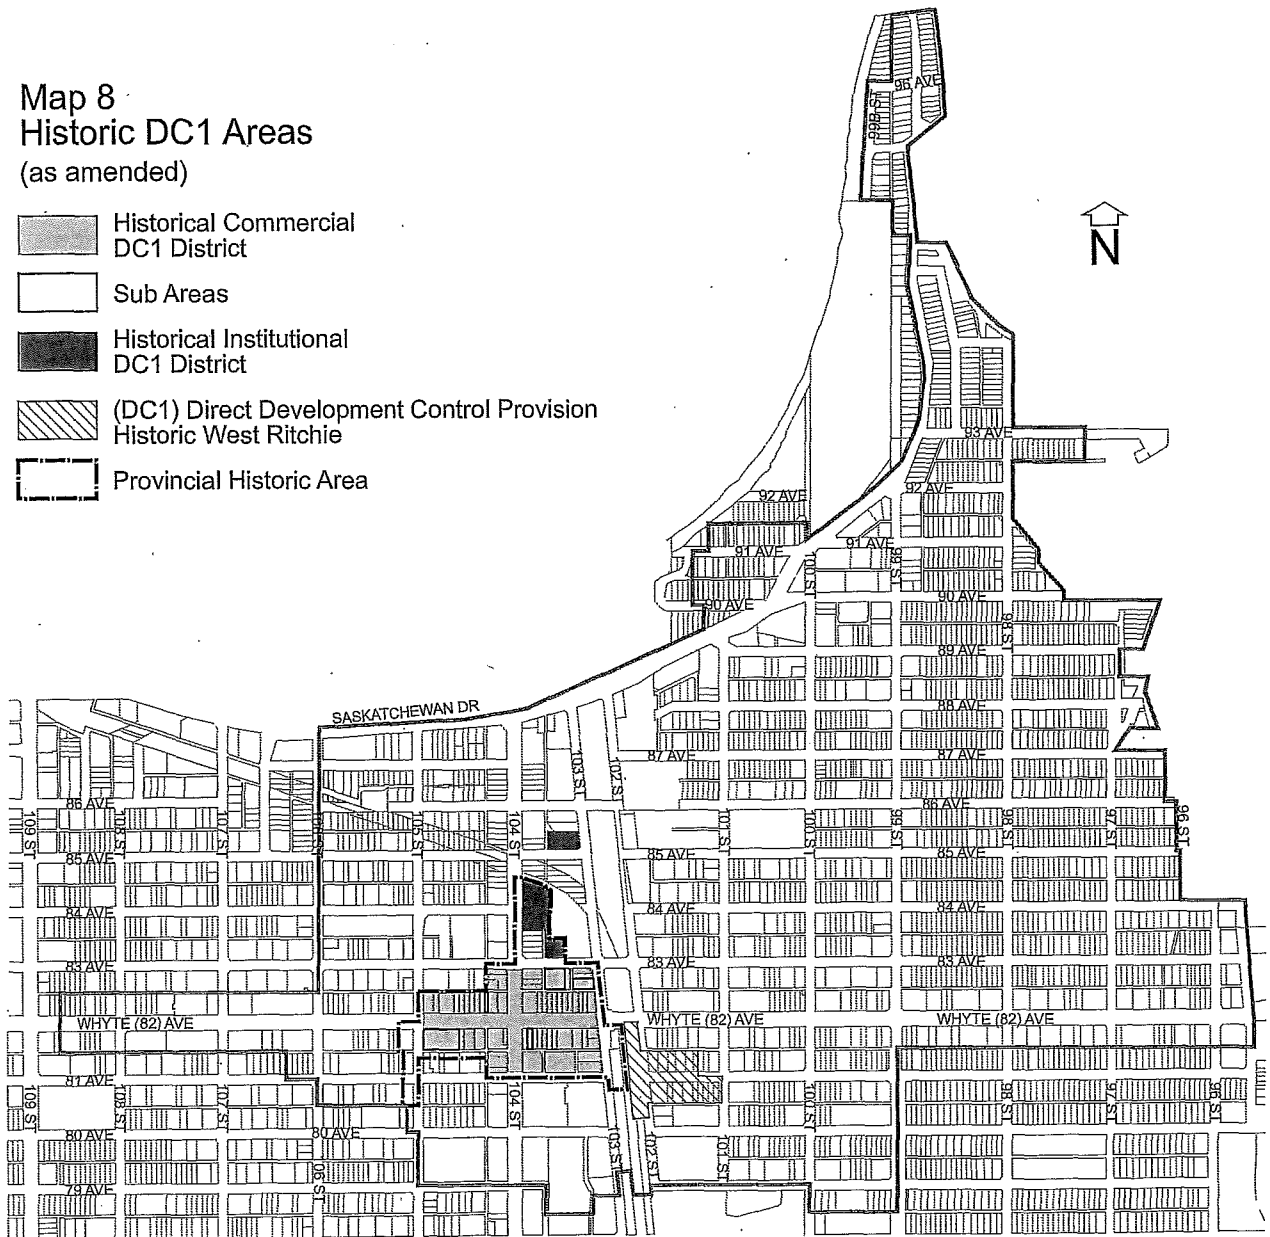 Map 8
Historic DC1 Areas
(as amended)
Historical Commercial
DC1 District
Sub Areas
Historical Institutional
DC1 District
(DC1) Direct Development Control Provision
Historic West Ritchie
Provincial Historic Area
N
96 AVE
99B ST
93 AVE
92 AVE
92 AVE
91 AVE
91 AVE
100 ST
99 ST
90 AVE
90 AVE
98 ST
89 AVE
88 AVE
SASKATCHEWAN DR
87 AVE
87 AVE
103 ST
102 ST
86 AVE
86 AVE
109 ST
108 ST
107 ST
105 ST
104 ST
101 ST
100 ST
99 ST
98 ST
97 ST
96 ST
85 AVE
85 AVE
85 AVE
84 AVE
84 AVE
84 AVE
83 AVE
83 AVE
83 AVE
WHYTE (82) AVE
WHYTE (82) AVE
WHYTE (82) AVE
81 AVE
109 ST
108 ST
107 ST
104 ST
100 ST
98 ST
97 ST
96 ST
80 AVE
80 AVE
103 ST
102 ST
101 ST
79 AVE
06 ST